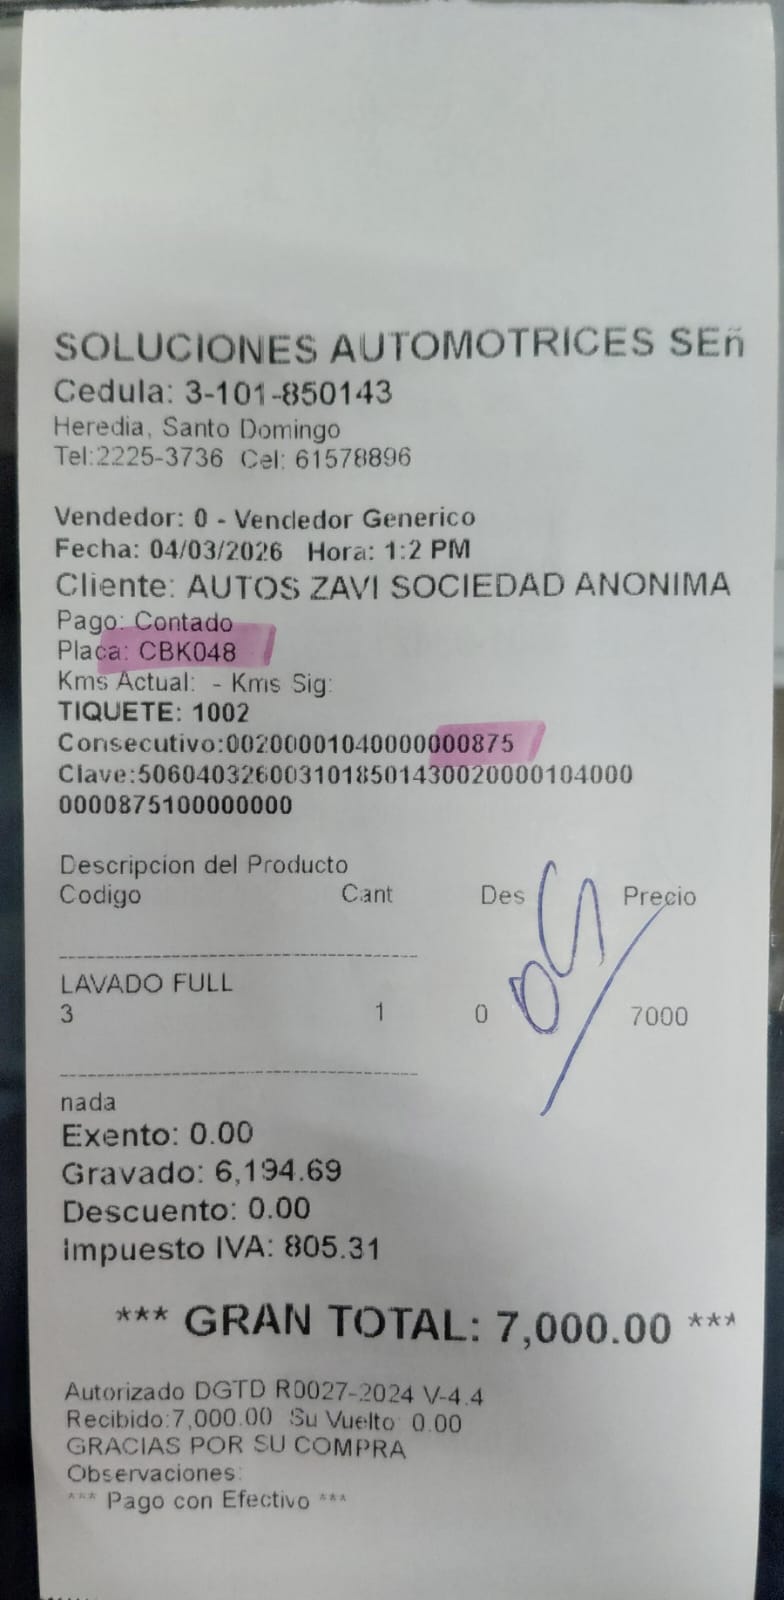 SOLUCIONES AUTOMOTRICES SEñ
Cedula: 3-101-850143
Heredia, Santo Domingo
Tel:2225-3736 Cel: 61578896
Vendedor: 0 - Vendedor Generico
Fecha: 04/03/2026 Hora: 1:2 PM
Cliente: AUTOS ZAVI SOCIEDAD ANONIMA
Pago: Contado
Placa: CBK048
Kms Actual: - Kms Sig:
TIQUETE: 1002
Consecutivo:00200001040000000875
Clave:50604032600310185014300200001040000
0000875100000000
Descripcion del Producto
Codigo Cant Des Precio
LAVADO FULL
3 1 0 7000
nada
Exento: 0.00
Gravado: 6,194.69
Descuento: 0.00
Impuesto IVA: 805.31
*** GRAN TOTAL: 7,000.00 ***
Autorizado DGTD R0027-2024 V-4.4
Recibido:7,000.00 Su Vuelto 0.00
GRACIAS POR SU COMPRA
Observaciones:
*** Pago con Efectivo ***